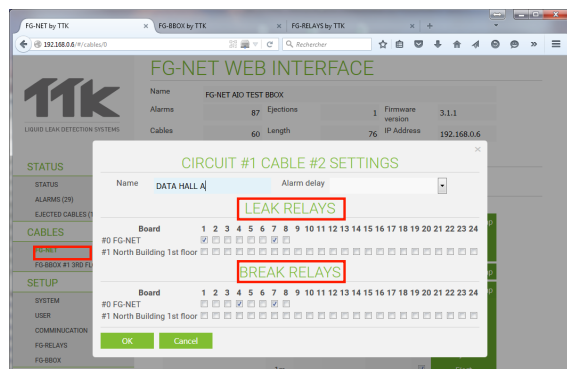 FG-NET by TTK × FG-BBOX by TTK × FG-RELAYS by TTK × +
192.168.0.6/#/cables/0 Rechercher
FG-NET WEB INTERFACE
ttk
LIQUID LEAK DETECTION SYSTEMS
Name FG-NET AIO TEST BBOX
Alarms 87 Ejections 1 Firmware version 3.1.1
Cables 60 Length 76 IP Address 192.168.0.6
STATUS
STATUS
ALARMS (29)
EJECTED CABLES (1
CABLES
FG-NET
FG-BBOX #1 3RD FL
SETUP
SYSTEM
USER
COMMINUCATION
FG-RELAYS
FG-BBOX
CIRCUIT #1 CABLE #2 SETTINGS
Name DATA HALL A Alarm delay
LEAK RELAYS
Board 1 2 3 4 5 6 7 8 9 10 11 12 13 14 15 16 17 18 19 20 21 22 23 24
#0 FG-NET
#1 North Building 1st floor
BREAK RELAYS
Board 1 2 3 4 5 6 7 8 9 10 11 12 13 14 15 16 17 18 19 20 21 22 23 24
#0 FG-NET
#1 North Building 1st floor
OK Cancel